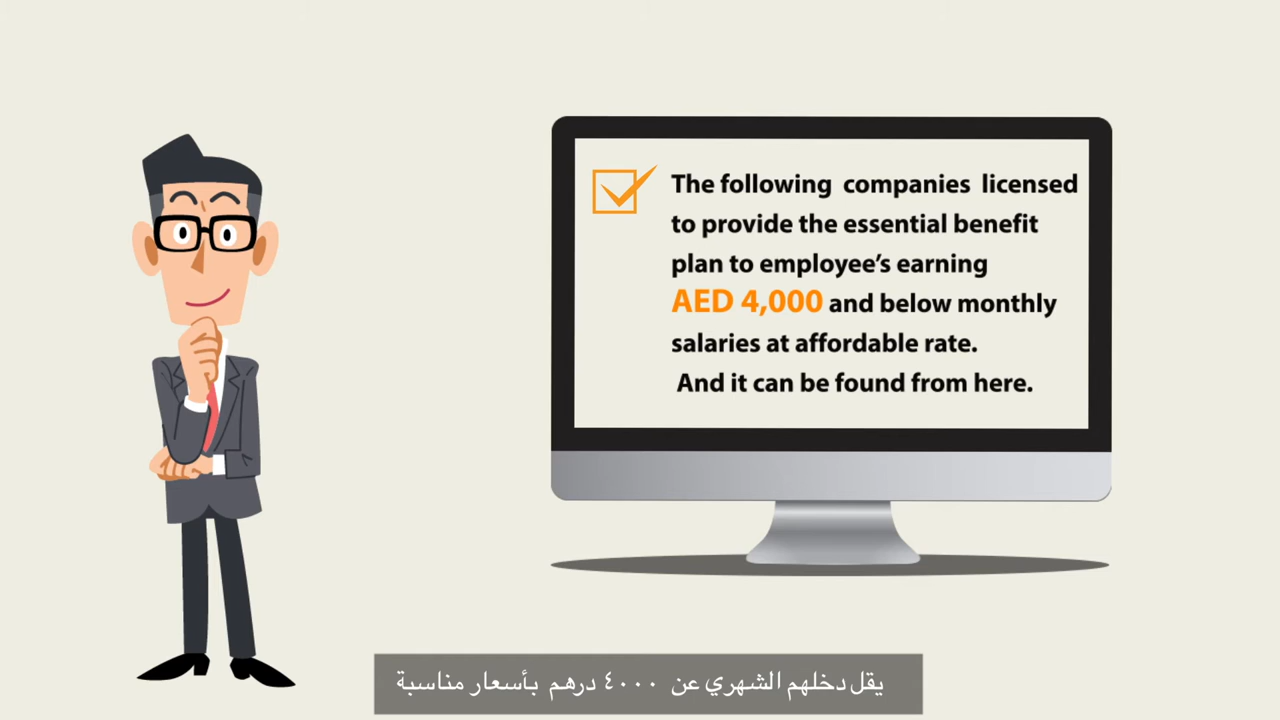 The following companies licensed
to provide the essential benefit
plan to employee's earning
AED 4,000 and below monthly
salaries at affordable rate.
And it can be found from here.
يقل دخلهم الشهري عن ٤٠٠٠ درهم بأسعار مناسبة